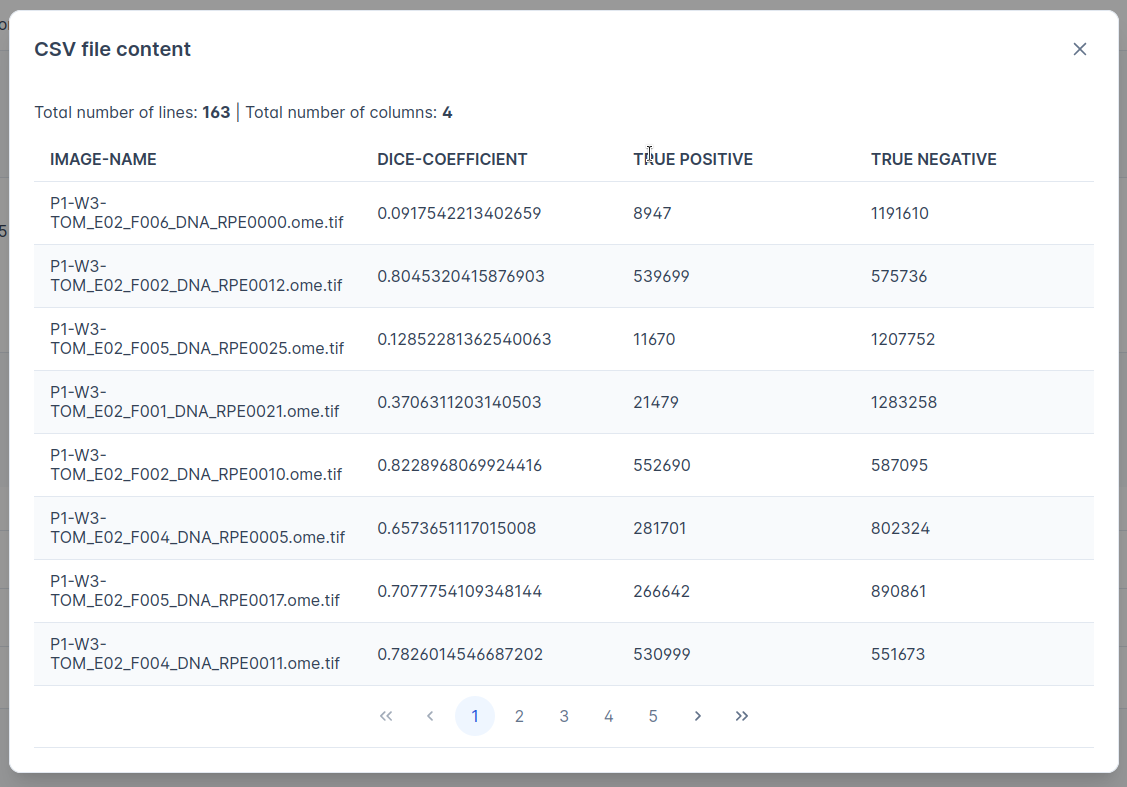 CSV file content
Total number of lines: 163 | Total number of columns: 4
IMAGE-NAME DICE-COEFFICIENT TRUE POSITIVE TRUE NEGATIVE
P1-W3-
TOM_E02_F006_DNA_RPE0000.ome.tif 0.0917542213402659 8947 1191610
P1-W3-
TOM_E02_F002_DNA_RPE0012.ome.tif 0.8045320415876903 539699 575736
P1-W3-
TOM_E02_F005_DNA_RPE0025.ome.tif 0.12852281362540063 11670 1207752
P1-W3-
TOM_E02_F001_DNA_RPE0021.ome.tif 0.3706311203140503 21479 1283258
P1-W3-
TOM_E02_F002_DNA_RPE0010.ome.tif 0.8228968069924416 552690 587095
P1-W3-
TOM_E02_F004_DNA_RPE0005.ome.tif 0.6573651117015008 281701 802324
P1-W3-
TOM_E02_F005_DNA_RPE0017.ome.tif 0.7077754109348144 266642 890861
P1-W3-
TOM_E02_F004_DNA_RPE0011.ome.tif 0.7826014546687202 530999 551673
« ‹ 1 2 3 4 5 › »